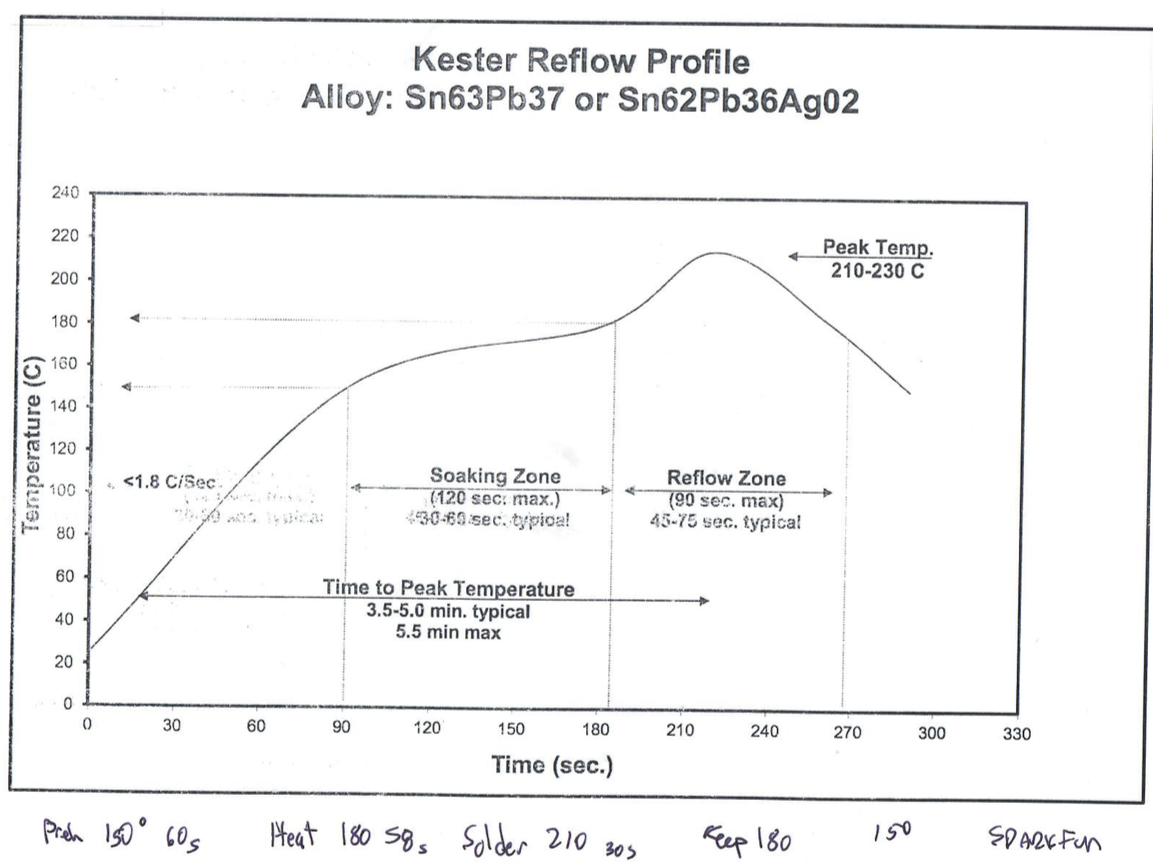 Kester Reflow Profile
Alloy: Sn63Pb37 or Sn62Pb36Ag02
240
220
200
180
160
140
120
100
80
60
40
20
0
Temperature (C)
Peak Temp.
210-230 C
<1.8 C/Sec.
Soaking Zone
(120 sec. max.)
30-60 sec. typical
Reflow Zone
(90 sec. max)
45-75 sec. typical
Time to Peak Temperature
3.5-5.0 min. typical
5.5 min max
0 30 60 90 120 150 180 210 240 270 300 330
Time (sec.)
Preh 150° 60s Heat 180 58s Solder 210 30s Keep 180 150 SPARKFun